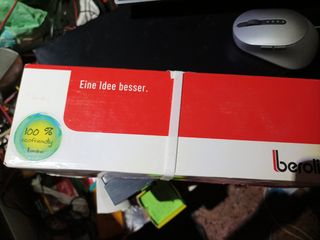 Eine Idee besser.
100 %
ecofriendly